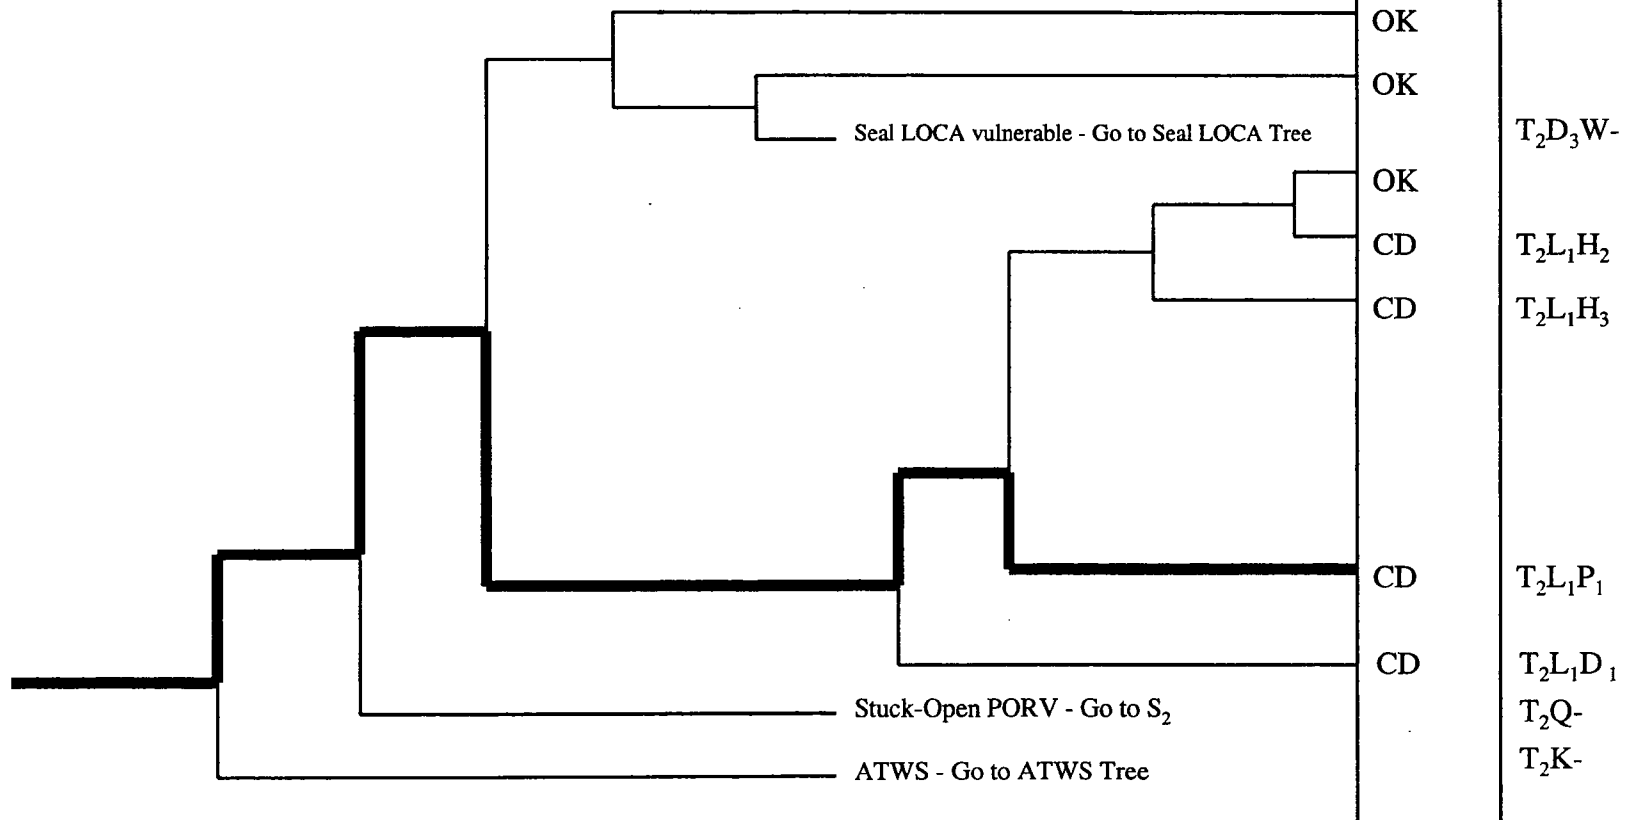 OK
OK
Seal LOCA vulnerable - Go to Seal LOCA Tree T₂D₃W-
OK
CD T₂L₁H₂
CD T₂L₁H₃
CD T₂L₁P₁
CD T₂L₁D₁
Stuck-Open PORV - Go to S₂ T₂Q-
ATWS - Go to ATWS Tree T₂K-